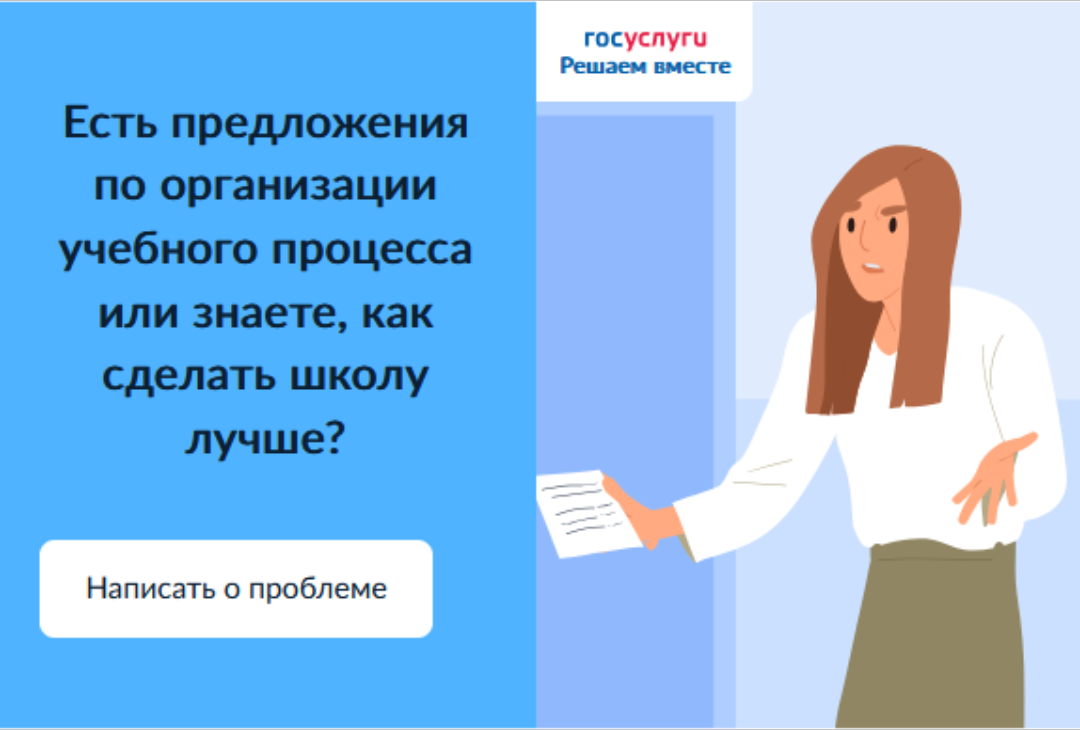 госуслуги
Решаем вместе
Есть предложения
по организации
учебного процесса
или знаете, как
сделать школу
лучше?
Написать о проблеме